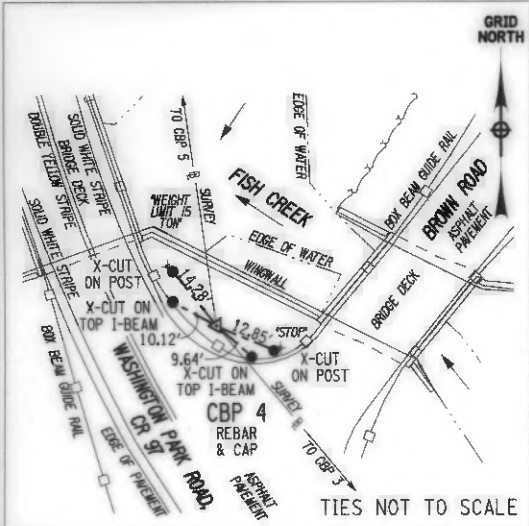 GRID
NORTH
SOLID WHITE STRIPE
BRIDGE DECK
DOUBLE YELLOW STRIPE
SOLID WHITE STRIPE
TO CBP 5
SURVEY
EDGE OF WATER
FISH CREEK
"WEIGHT
LIMIT 15
TON"
EDGE OF WATER
WINGWALL
BOX BEAM GUIDE RAIL
BROWN ROAD
ASPHALT
PAVEMENT
BRIDGE DECK
X-CUT
ON POST
14.28'
X-CUT ON
TOP I-BEAM
10.12'
12.85'
"STOP"
9.64'
X-CUT ON
TOP I-BEAM
X-CUT
ON POST
CBP 4
REBAR
& CAP
SURVEY
TO CBP 3
BOX BEAM GUIDE RAIL
EDGE OF PAVEMENT
WASHINGTON PARK ROAD,
CR 97
ASPHALT
PAVEMENT
TIES NOT TO SCALE